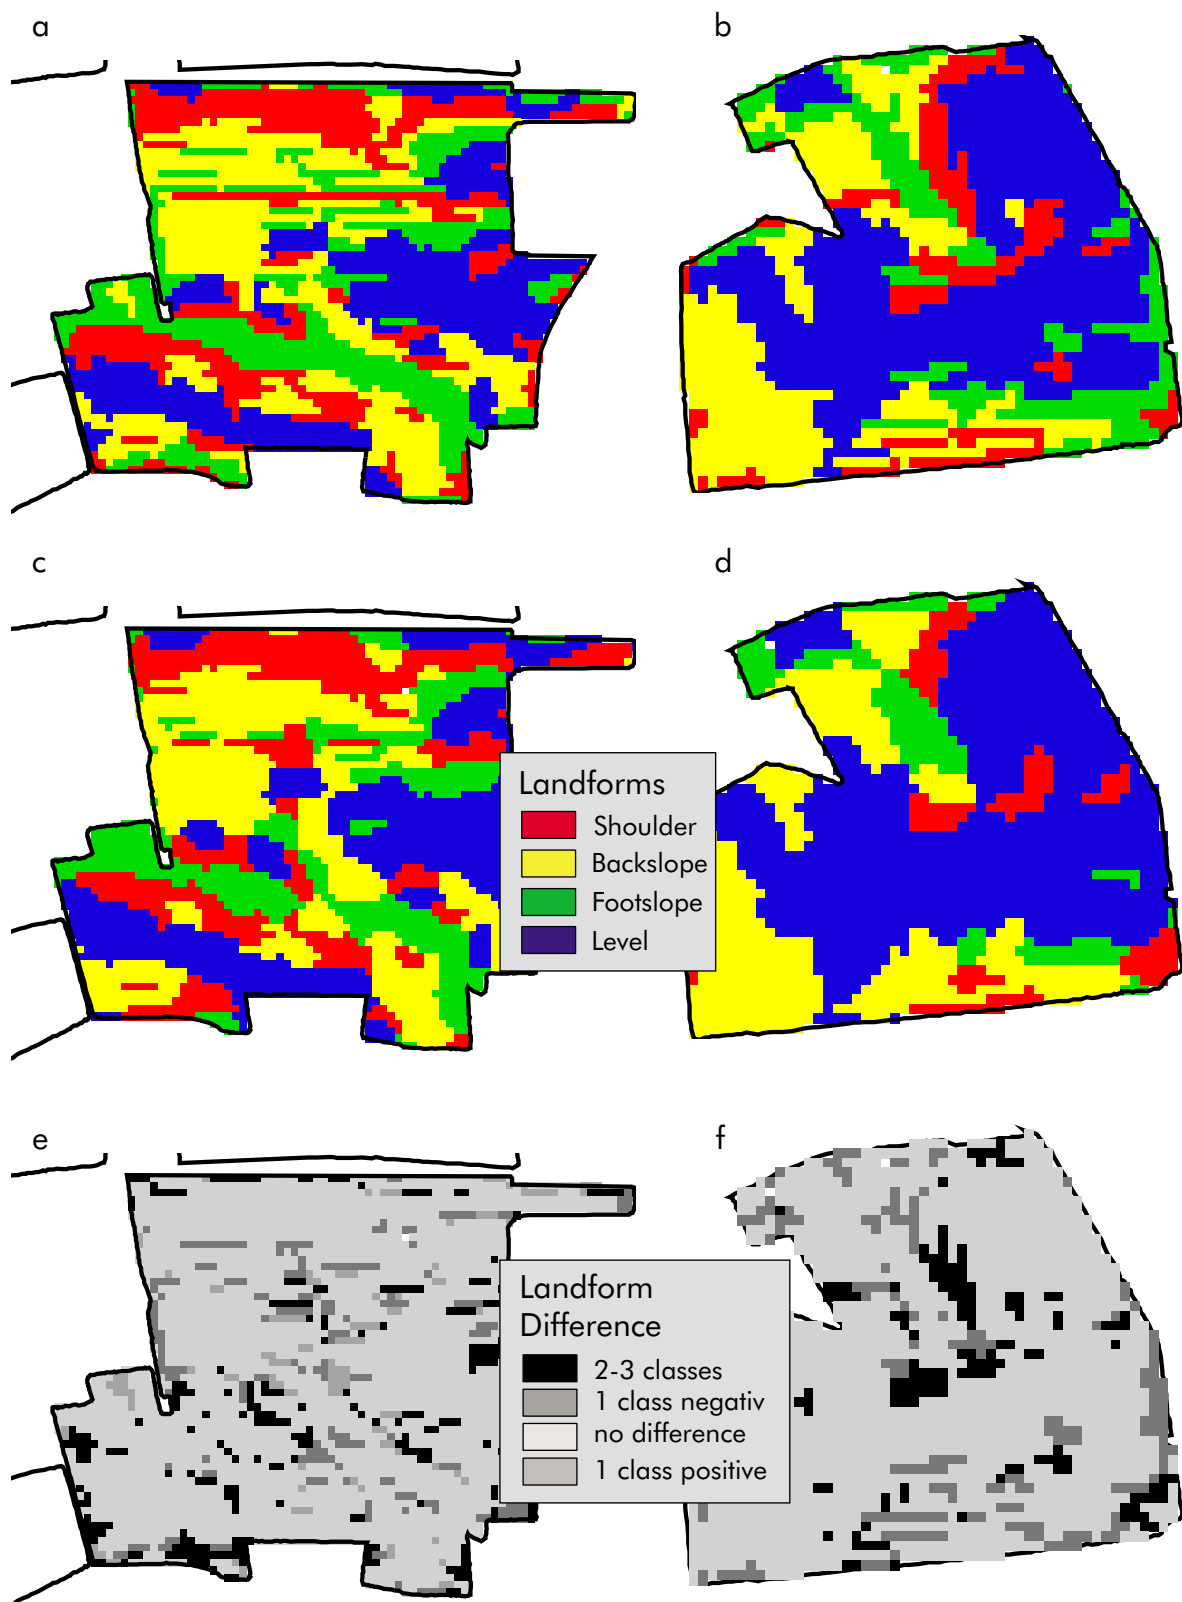 a
b
c
d
Landforms
Shoulder
Backslope
Footslope
Level
e
f
Landform
Difference
2-3 classes
1 class negativ
no difference
1 class positive